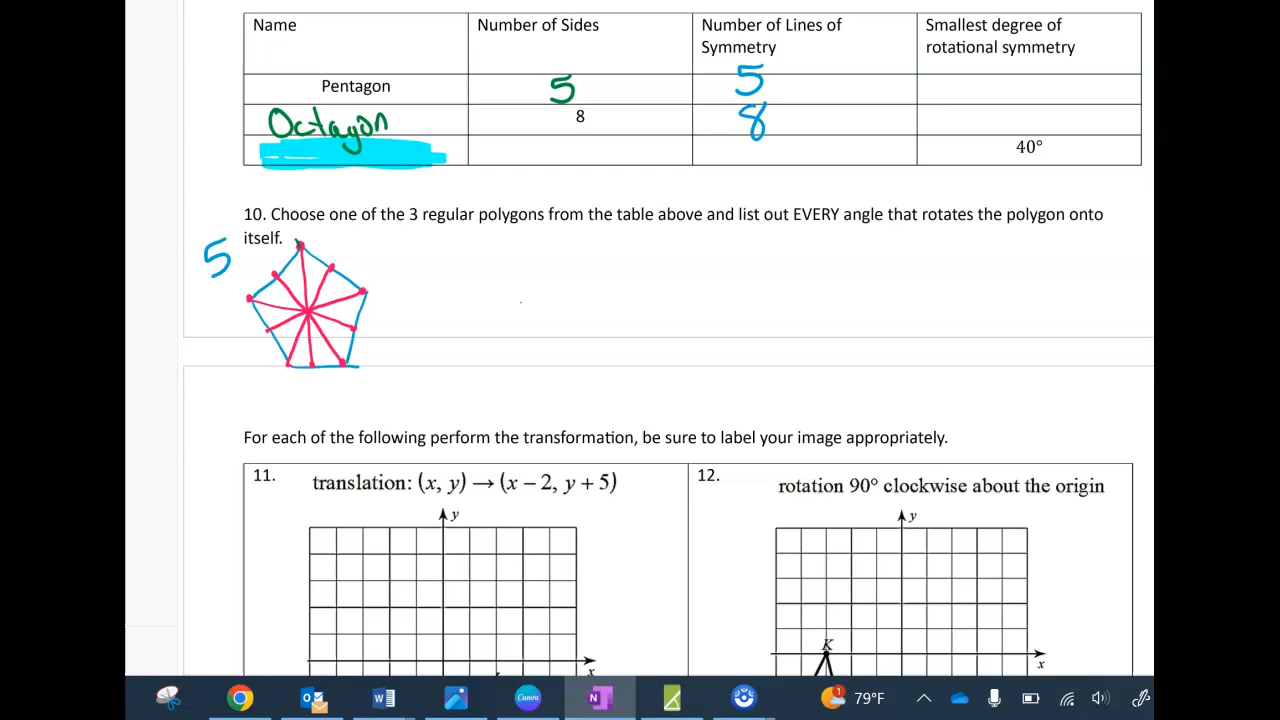 Name
Number of Sides
Number of Lines of
Symmetry
Smallest degree of
rotational symmetry
Pentagon
5
5
Octagon
8
8
40°
10. Choose one of the 3 regular polygons from the table above and list out EVERY angle that rotates the polygon onto
itself.
5
For each of the following perform the transformation, be sure to label your image appropriately.
11.
translation: (x, y) → (x − 2, y + 5)
y
x
12.
rotation 90° clockwise about the origin
y
K
x
Canva
N
1
79°F